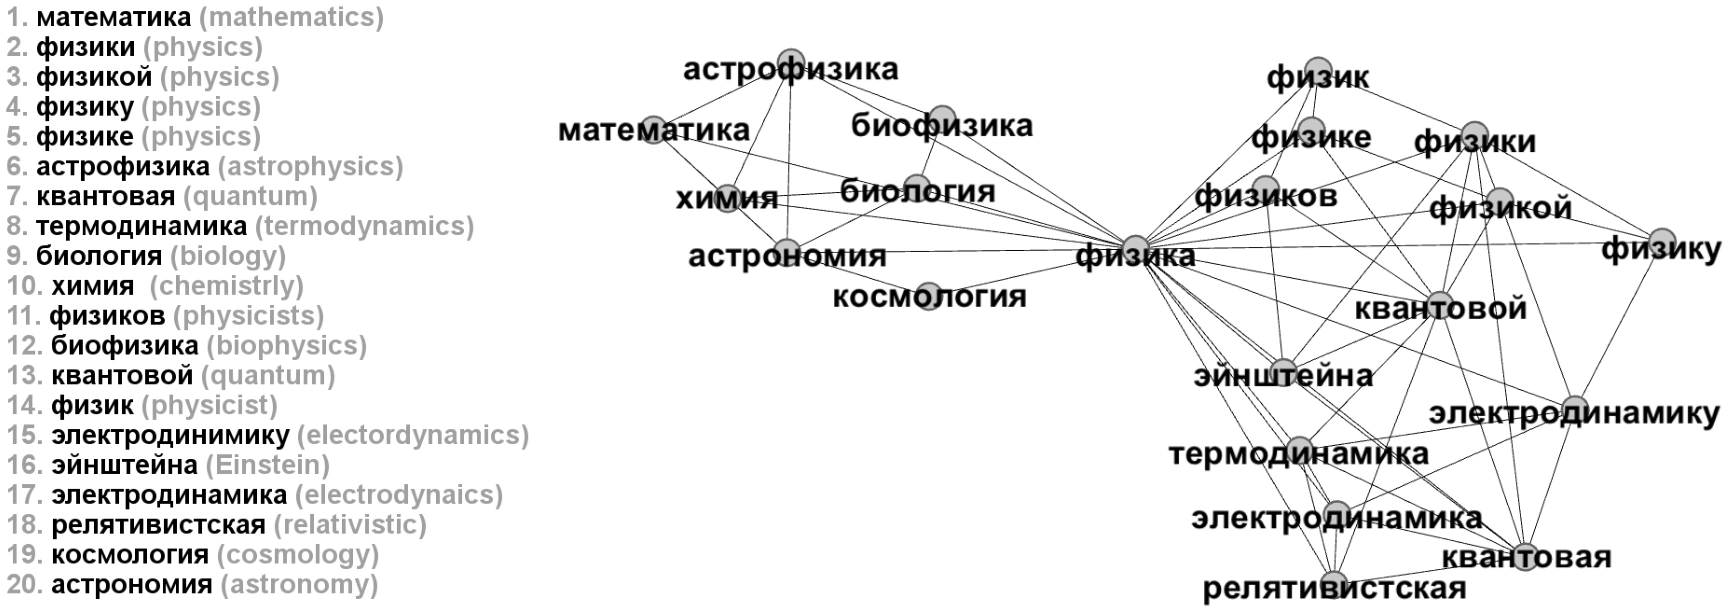 1. математика (mathematics)
2. физики (physics)
3. физикой (physics)
4. физику (physics)
5. физике (physics)
6. астрофизика (astrophysics)
7. квантовая (quantum)
8. термодинамика (termodynamics)
9. биология (biology)
10. химия (chemistrly)
11. физиков (physicists)
12. биофизика (biophysics)
13. квантовой (quantum)
14. физик (physicist)
15. электродинимику (electordynamics)
16. эйнштейна (Einstein)
17. электродинамика (electrodynaics)
18. релятивистская (relativistic)
19. космология (cosmology)
20. астрономия (astronomy)
астрофизика
математика
биофизика
химия
биология
астрономия
космология
физика
физик
физике
физики
физиков
физикой
физику
квантовой
эйнштейна
электродинамику
термодинамика
электродинамика
квантовая
релятивистская